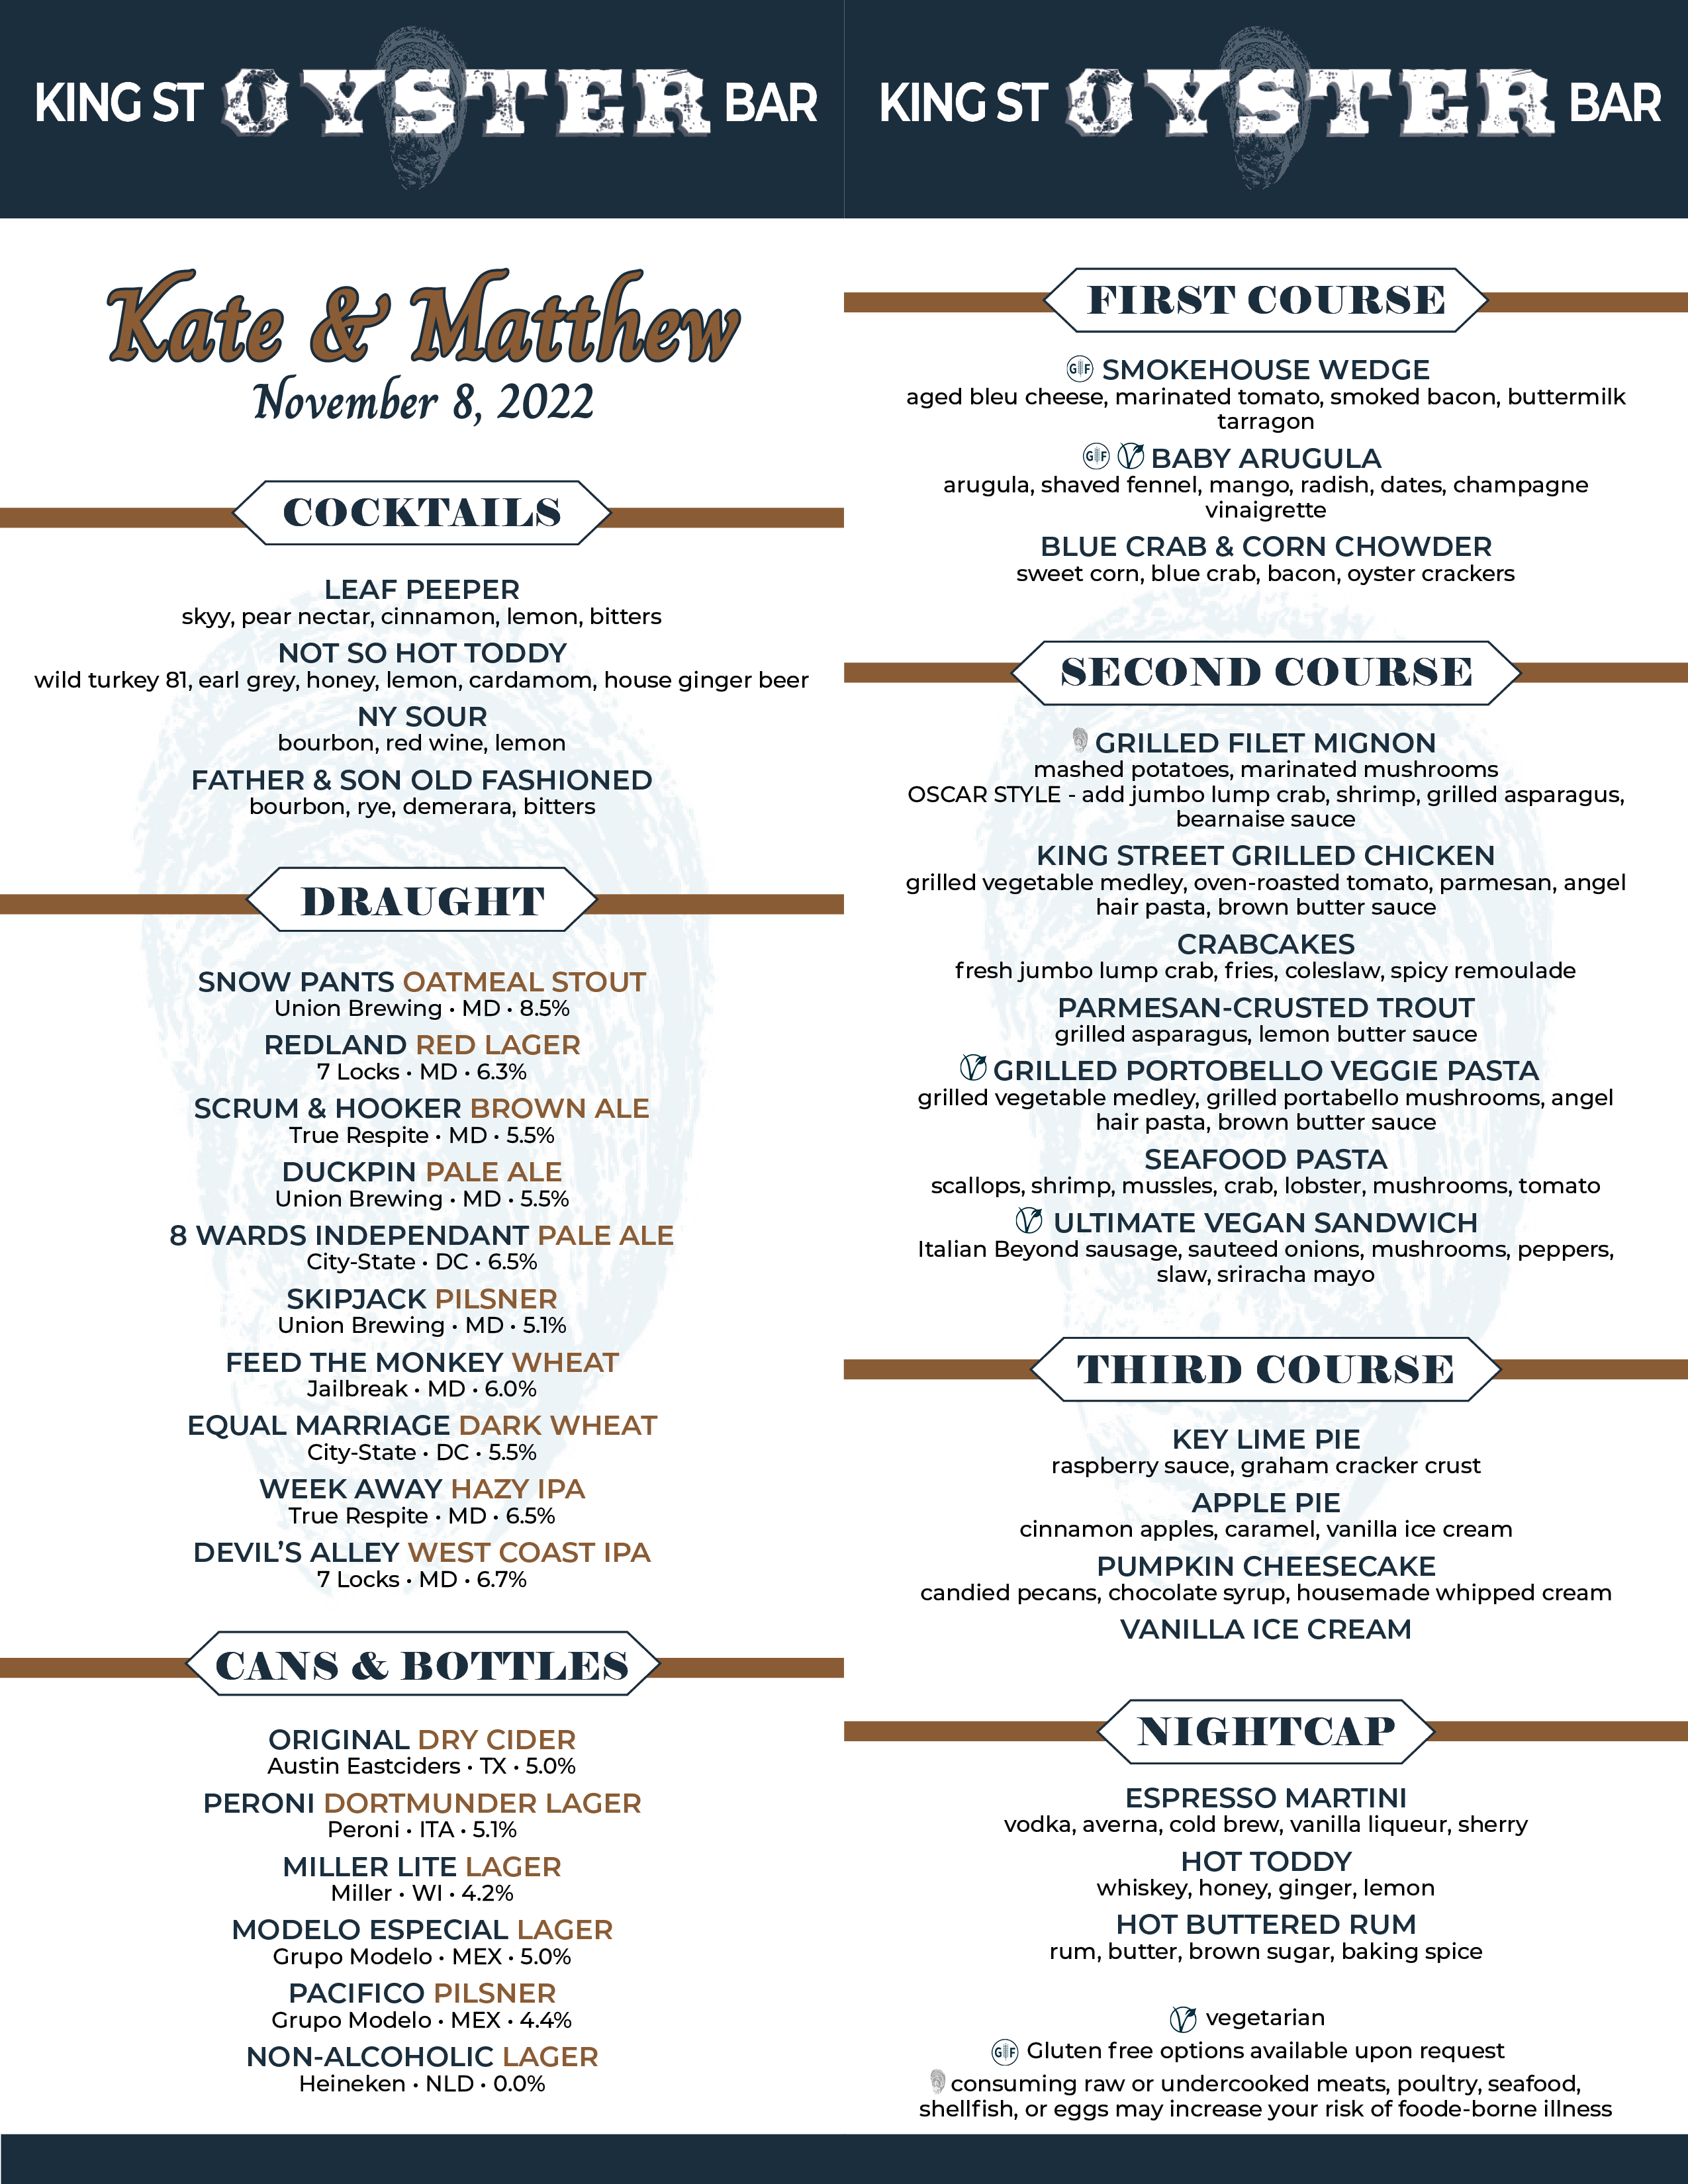 KING ST OYSTER BAR
Kate & Matthew
November 8, 2022
COCKTAILS
LEAF PEEPER
skyy, pear nectar, cinnamon, lemon, bitters
NOT SO HOT TODDY
wild turkey 81, earl grey, honey, lemon, cardamom, house ginger beer
NY SOUR
bourbon, red wine, lemon
FATHER & SON OLD FASHIONED
bourbon, rye, demerara, bitters
DRAUGHT
SNOW PANTS OATMEAL STOUT
Union Brewing • MD • 8.5%
REDLAND RED LAGER
7 Locks • MD • 6.3%
SCRUM & HOOKER BROWN ALE
True Respite • MD • 5.5%
DUCKPIN PALE ALE
Union Brewing • MD • 5.5%
8 WARDS INDEPENDANT PALE ALE
City-State • DC • 6.5%
SKIPJACK PILSNER
Union Brewing • MD • 5.1%
FEED THE MONKEY WHEAT
Jailbreak • MD • 6.0%
EQUAL MARRIAGE DARK WHEAT
City-State • DC • 5.5%
WEEK AWAY HAZY IPA
True Respite • MD • 6.5%
DEVIL'S ALLEY WEST COAST IPA
7 Locks • MD • 6.7%
CANS & BOTTLES
ORIGINAL DRY CIDER
Austin Eastciders • TX • 5.0%
PERONI DORTMUNDER LAGER
Peroni • ITA • 5.1%
MILLER LITE LAGER
Miller • WI • 4.2%
MODELO ESPECIAL LAGER
Grupo Modelo • MEX • 5.0%
PACIFICO PILSNER
Grupo Modelo • MEX • 4.4%
NON-ALCOHOLIC LAGER
Heineken • NLD • 0.0%
KING ST OYSTER BAR
FIRST COURSE
GF SMOKEHOUSE WEDGE
aged bleu cheese, marinated tomato, smoked bacon, buttermilk
tarragon
GF V BABY ARUGULA
arugula, shaved fennel, mango, radish, dates, champagne
vinaigrette
BLUE CRAB & CORN CHOWDER
sweet corn, blue crab, bacon, oyster crackers
SECOND COURSE
GRILLED FILET MIGNON
mashed potatoes, marinated mushrooms
OSCAR STYLE - add jumbo lump crab, shrimp, grilled asparagus,
bearnaise sauce
KING STREET GRILLED CHICKEN
grilled vegetable medley, oven-roasted tomato, parmesan, angel
hair pasta, brown butter sauce
CRABCAKES
fresh jumbo lump crab, fries, coleslaw, spicy remoulade
PARMESAN-CRUSTED TROUT
grilled asparagus, lemon butter sauce
V GRILLED PORTOBELLO VEGGIE PASTA
grilled vegetable medley, grilled portabello mushrooms, angel
hair pasta, brown butter sauce
SEAFOOD PASTA
scallops, shrimp, mussles, crab, lobster, mushrooms, tomato
V ULTIMATE VEGAN SANDWICH
Italian Beyond sausage, sauteed onions, mushrooms, peppers,
slaw, sriracha mayo
THIRD COURSE
KEY LIME PIE
raspberry sauce, graham cracker crust
APPLE PIE
cinnamon apples, caramel, vanilla ice cream
PUMPKIN CHEESECAKE
candied pecans, chocolate syrup, housemade whipped cream
VANILLA ICE CREAM
NIGHTCAP
ESPRESSO MARTINI
vodka, averna, cold brew, vanilla liqueur, sherry
HOT TODDY
whiskey, honey, ginger, lemon
HOT BUTTERED RUM
rum, butter, brown sugar, baking spice
V vegetarian
GF Gluten free options available upon request
consuming raw or undercooked meats, poultry, seafood,
shellfish, or eggs may increase your risk of foode-borne illness